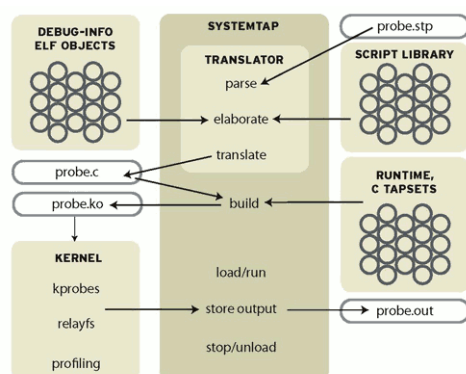 DEBUG-INFO
ELF OBJECTS
SYSTEMTAP
TRANSLATOR
parse
elaborate
translate
build
load/run
store output
stop/unload
probe.stp
SCRIPT LIBRARY
RUNTIME,
C TAPSETS
probe.out
probe.c
probe.ko
KERNEL
kprobes
relayfs
profiling